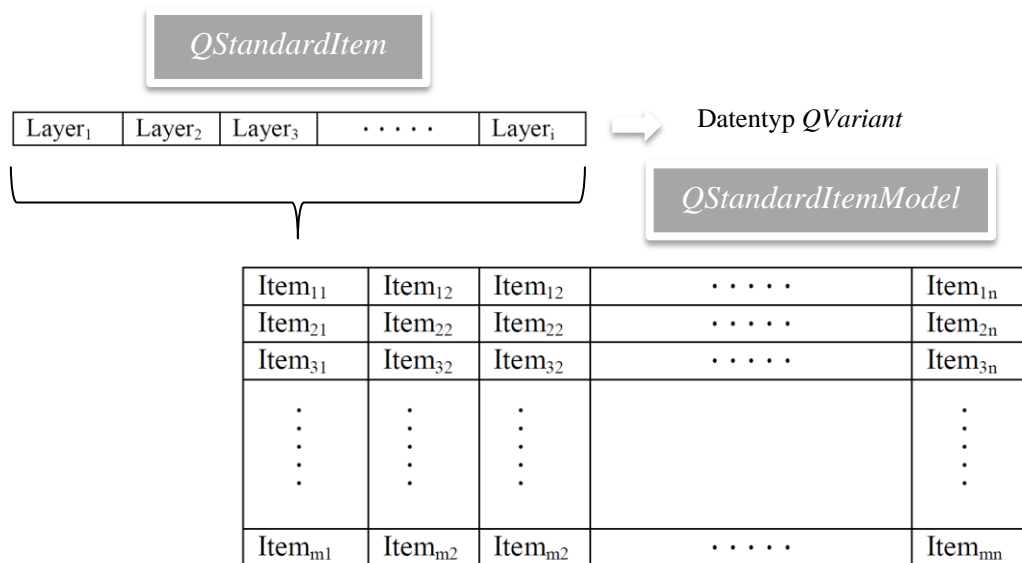 QStandardItem
Layer₁ Layer₂ Layer₃ · · · · · Layerᵢ
Datentyp QVariant
QStandardItemModel
Item₁₁ Item₁₂ Item₁₂ · · · · · Item₁ₙ
Item₂₁ Item₂₂ Item₂₂ · · · · · Item₂ₙ
Item₃₁ Item₃₂ Item₃₂ · · · · · Item₃ₙ
Itemₘ₁ Itemₘ₂ Itemₘ₂ · · · · · Itemₘₙ